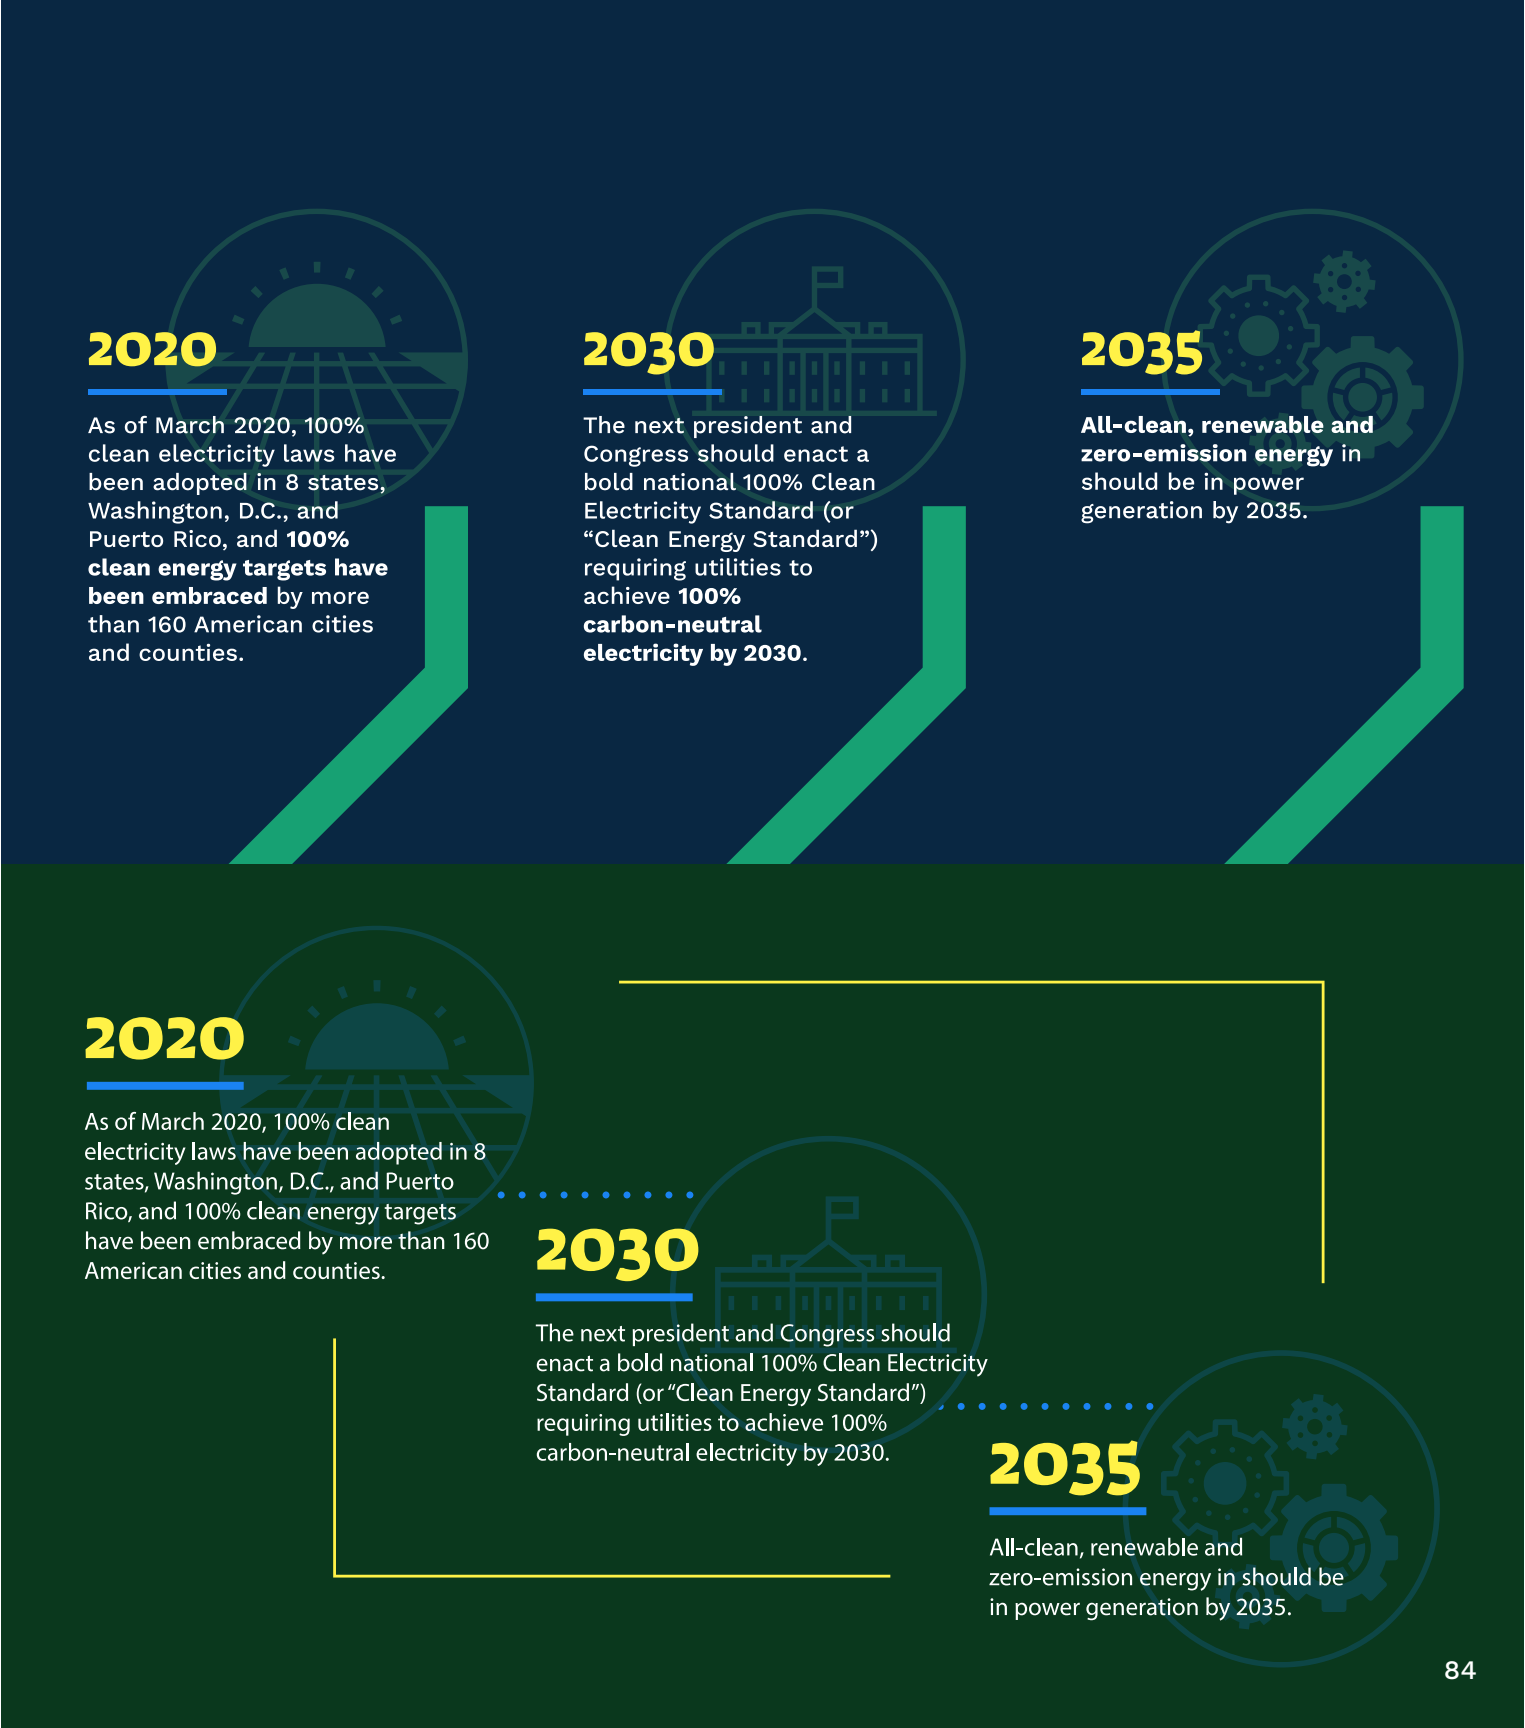 2020
As of March 2020, 100%
clean electricity laws have
been adopted in 8 states,
Washington, D.C., and
Puerto Rico, and 100%
clean energy targets have
been embraced by more
than 160 American cities
and counties.
2030
The next president and
Congress should enact a
bold national 100% Clean
Electricity Standard (or
“Clean Energy Standard”)
requiring utilities to
achieve 100%
carbon-neutral
electricity by 2030.
2035
All-clean, renewable and
zero-emission energy in
should be in power
generation by 2035.
2020
As of March 2020, 100% clean
electricity laws have been adopted in 8
states, Washington, D.C., and Puerto
Rico, and 100% clean energy targets
have been embraced by more than 160
American cities and counties.
2030
The next president and Congress should
enact a bold national 100% Clean Electricity
Standard (or “Clean Energy Standard”)
requiring utilities to achieve 100%
carbon-neutral electricity by 2030.
2035
All-clean, renewable and
zero-emission energy in should be
in power generation by 2035.
84